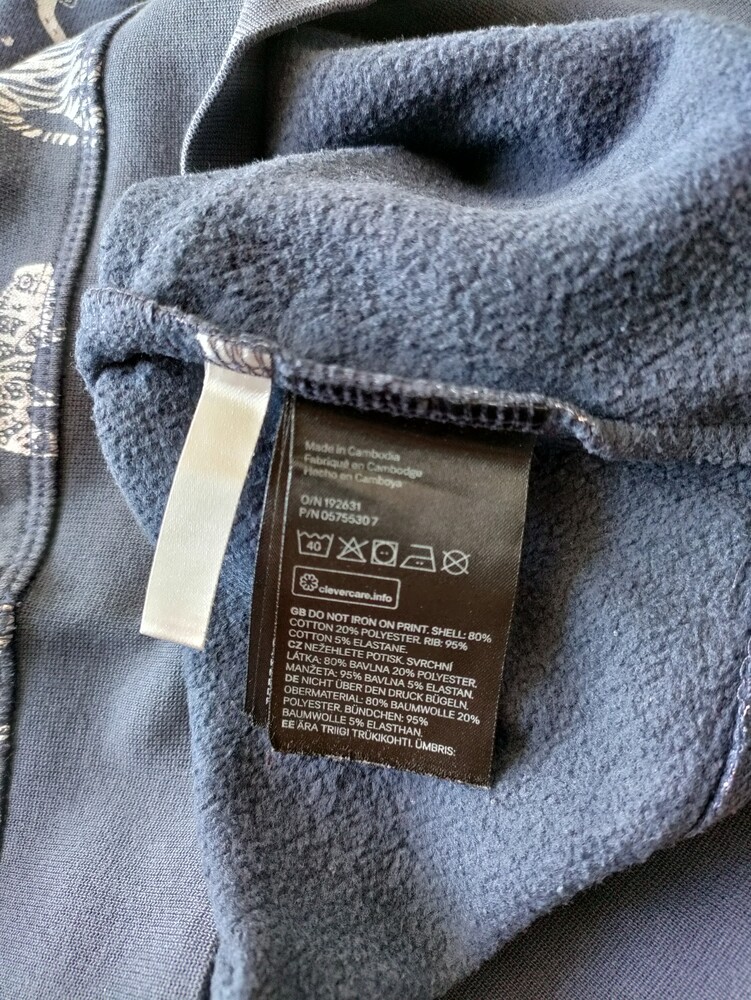 Made in Cambodia
Fabriqué en Cambodge
Hecho en Camboya
O/N 192631
P/N 0575530 7
40
clevercare.info
GB DO NOT IRON ON PRINT. SHELL: 80%
COTTON 20% POLYESTER. RIB: 95%
COTTON 5% ELASTANE.
CZ NEŽEHLETE POTISK. SVRCHNÍ
LÁTKA: 80% BAVLNA 20% POLYESTER.
MANŽETA: 95% BAVLNA 5% ELASTAN.
DE NICHT ÜBER DEN DRUCK BÜGELN.
OBERMATERIAL: 80% BAUMWOLLE 20%
POLYESTER. BÜNDCHEN: 95%
BAUMWOLLE 5% ELASTHAN.
EE ÄRA TRIIGI TRÜKIKOHTI. ÜMBRIS: